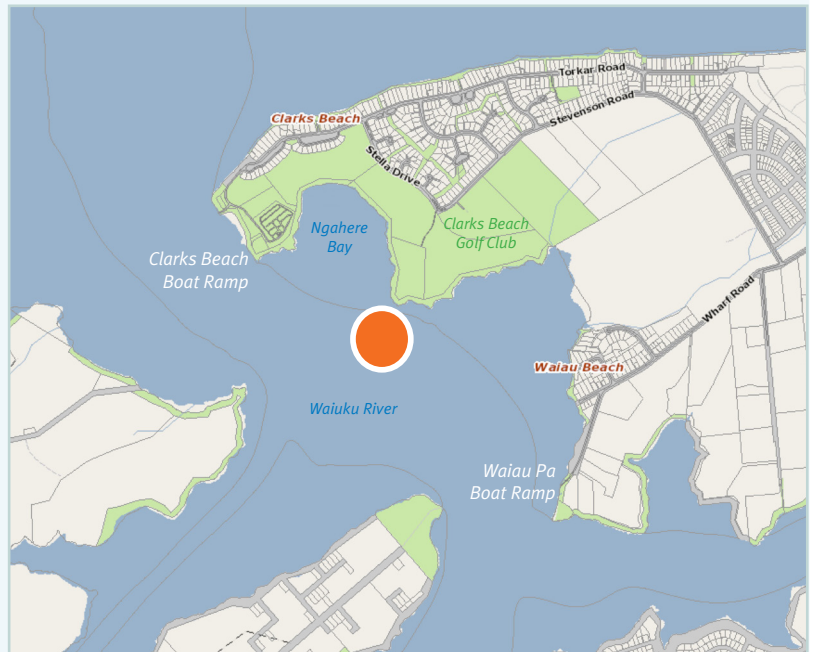 Torkar Road
Stevenson Road
Clarks Beach
Stella Drive
Ngahere
Bay
Clarks Beach
Golf Club
Clarks Beach
Boat Ramp
Wharf Road
Waiau Beach
Waiuku River
Waiau Pa
Boat Ramp